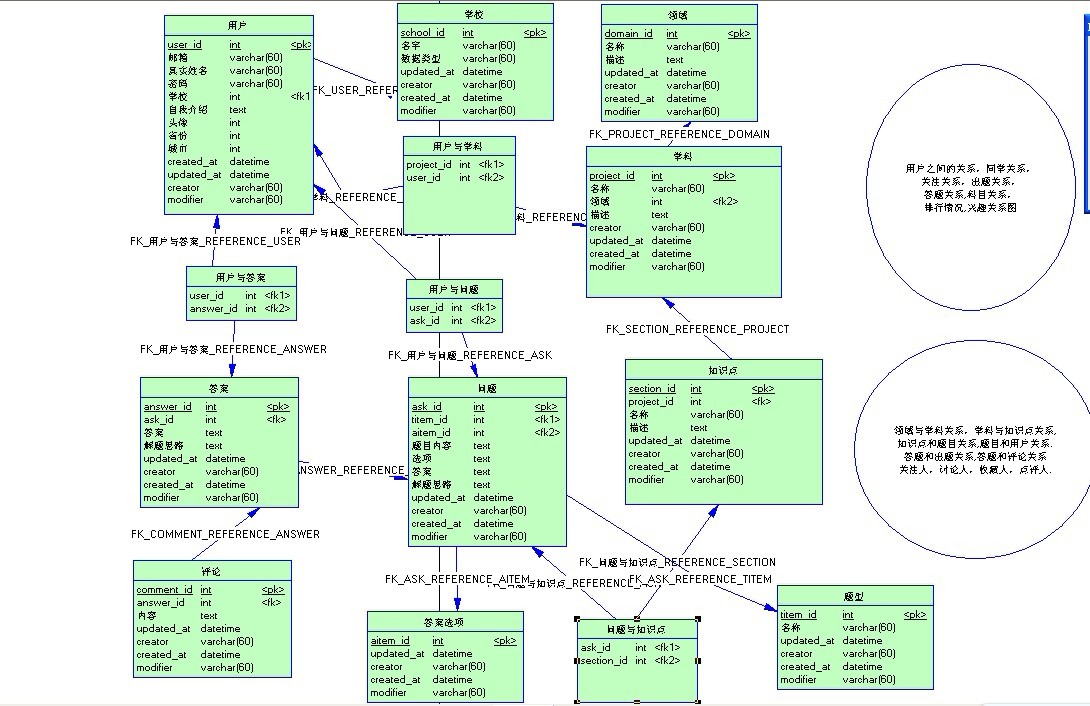 用户
user_id int <pk>
邮箱 varchar(60)
真实姓名 varchar(60)
密码 varchar(60)
学校 int <fk1
自我介绍 text
头像 int
省份 int
城市 int
created_at datetime
updated_at datetime
creator varchar(60)
modifier varchar(60)
学校
school_id int <pk>
名字 varchar(60)
数据类型 varchar(60)
updated_at datetime
creator varchar(60)
created_at datetime
modifier varchar(60)
领域
domain_id int <pk>
名称 varchar(60)
描述 text
updated_at datetime
creator varchar(60)
created_at datetime
modifier varchar(60)
FK_USER_REFER
FK_PROJECT_REFERENCE_DOMAIN
用户与学科
project_id int <fk1>
user_id int <fk2>
学科
project_id int <pk>
名称 varchar(60)
领域 int <fk2>
描述 text
creator varchar(60)
updated_at datetime
created_at datetime
modifier varchar(60)
用户之间的关系，同学关系，
关注关系，出题关系，
答题关系,科目关系，
排行情况,兴趣关系图
学科_REFERENCE_
科_REFERENC
FK_用户与问题_REFERENCE_USER
FK_用户与答案_REFERENCE_USER
用户与答案
user_id int <fk1>
answer_id int <fk2>
用户与问题
user_id int <fk1>
ask_id int <fk2>
FK_SECTION_REFERENCE_PROJECT
FK_用户与答案_REFERENCE_ANSWER
FK_用户与问题_REFERENCE_ASK
答案
answer_id int <pk>
ask_id int <fk>
答案 text
解题思路 text
updated_at datetime
creator varchar(60)
created_at datetime
modifier varchar(60)
问题
ask_id int <pk>
titem_id int <fk1>
aitem_id int <fk2>
题目内容 text
选项 text
答案 text
解题思路 text
updated_at datetime
creator varchar(60)
created_at datetime
modifier varchar(60)
知识点
section_id int <pk>
project_id int <fk>
名称 varchar(60)
描述 text
updated_at datetime
creator varchar(60)
created_at datetime
modifier varchar(60)
领域与学科关系，学科与知识点关系,
知识点和题目关系,题目和用户关系.
答题和出题关系,答题和评论关系
关注人，讨论人，收藏人，点评人.
NSWER_REFERENCE_
FK_COMMENT_REFERENCE_ANSWER
FK_问题与知识点_REFERENCE_SECTION
FK_ASK_REFERENCE_AITEM
问题与知识点_REFERENCE_
FK_ASK_REFERENCE_TITEM
评论
comment_id int <pk>
answer_id int <fk>
内容 text
updated_at datetime
creator varchar(60)
created_at datetime
modifier varchar(60)
答案选项
aitem_id int <pk>
updated_at datetime
creator varchar(60)
created_at datetime
modifier varchar(60)
问题与知识点
ask_id int <fk1>
section_id int <fk2>
题型
titem_id int <pk>
名称 varchar(60)
updated_at datetime
creator varchar(60)
created_at datetime
modifier varchar(60)